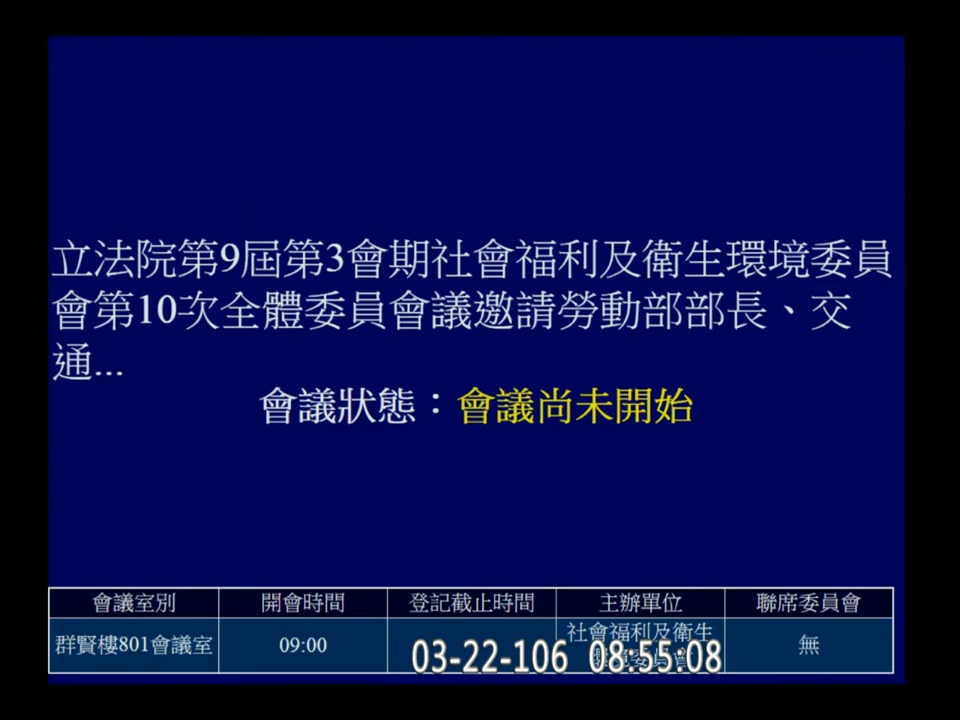 立法院第9屆第3會期社會福利及衛生環境委員
會第10次全體委員會議邀請勞動部部長、交
通...
會議狀態：會議尚未開始
會議室別 開會時間 登記截止時間 主辦單位 聯席委員會
群賢樓801會議室 09:00 社會福利及衛生 無
03-22-106 08:55:08